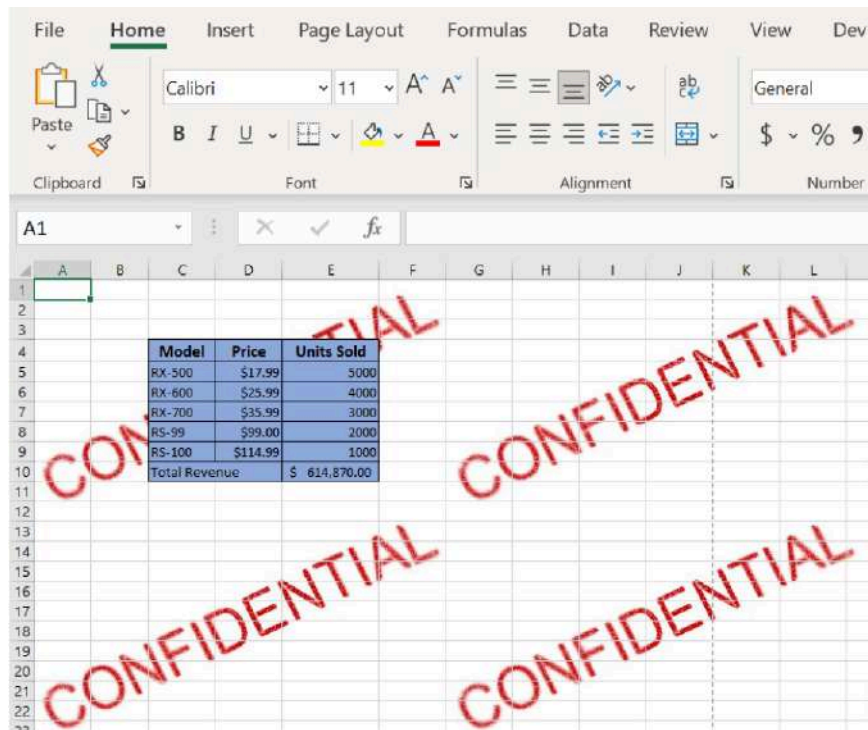 File Home Insert Page Layout Formulas Data Review View Dev
Calibri 11 A^ A˅ ab General
Paste
B I U A $ % ,
Clipboard Font Alignment Number
A1 fx
A B C D E F G H I J K L
1
2
3
4 Model Price Units Sold
5 RX-500 $17.99 5000
6 RX-600 $25.99 4000
7 RX-700 $35.99 3000
8 RS-99 $99.00 2000
9 RS-100 $114.99 1000
10 Total Revenue $ 614,870.00
11
12
13
14
15
16
17
18
19
20
21
22
CONFIDENTIAL
CONFIDENTIAL
CONFIDENTIAL